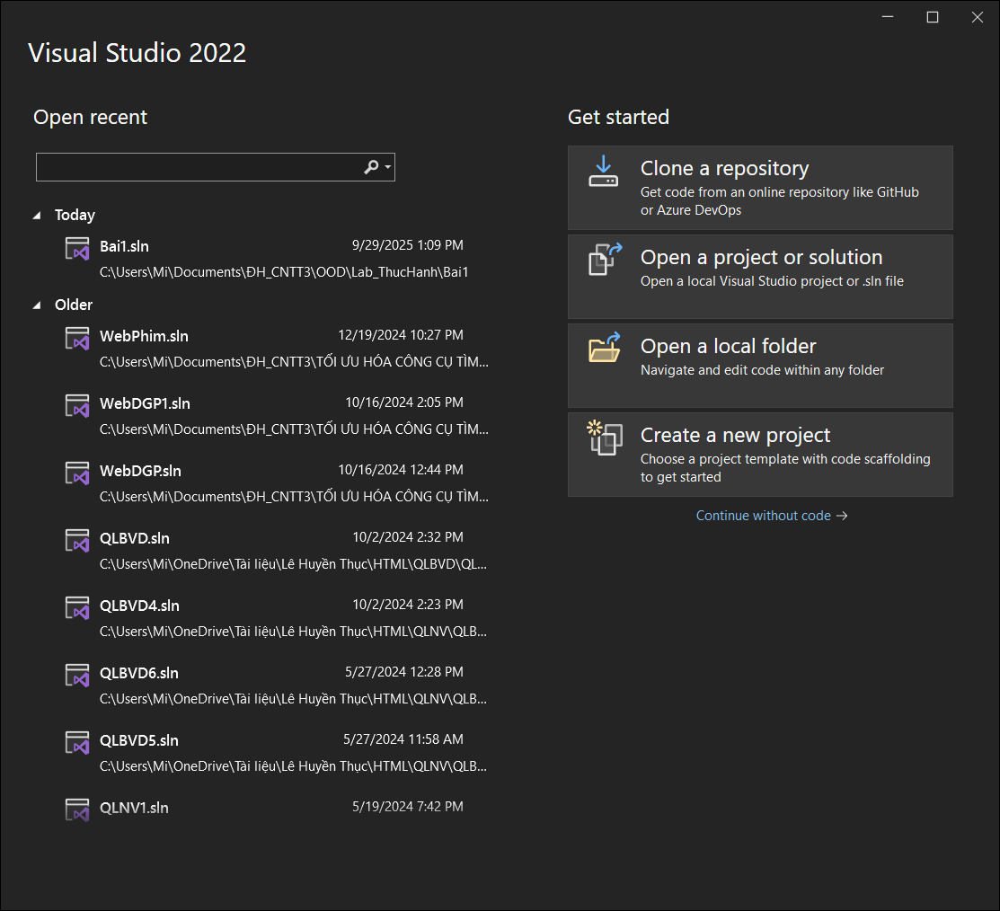 Visual Studio 2022
Open recent
Today
Bai1.sln 9/29/2025 1:09 PM
C:\Users\Mi\Documents\ĐH_CNTT3\OOD\Lab_ThucHanh\Bai1
Older
WebPhim.sln 12/19/2024 10:27 PM
C:\Users\Mi\Documents\ĐH_CNTT3\TỐI ƯU HÓA CÔNG CỤ TÌM...
WebDGP1.sln 10/16/2024 2:05 PM
C:\Users\Mi\Documents\ĐH_CNTT3\TỐI ƯU HÓA CÔNG CỤ TÌM...
WebDGP.sln 10/16/2024 12:44 PM
C:\Users\Mi\Documents\ĐH_CNTT3\TỐI ƯU HÓA CÔNG CỤ TÌM...
QLBVD.sln 10/2/2024 2:32 PM
C:\Users\Mi\OneDrive\Tài liệu\Lê Huyền Thục\HTML\QLBVD\QL...
QLBVD4.sln 10/2/2024 2:23 PM
C:\Users\Mi\OneDrive\Tài liệu\Lê Huyền Thục\HTML\QLNV\QLB...
QLBVD6.sln 5/27/2024 12:28 PM
C:\Users\Mi\OneDrive\Tài liệu\Lê Huyền Thục\HTML\QLNV\QLB...
QLBVD5.sln 5/27/2024 11:58 AM
C:\Users\Mi\OneDrive\Tài liệu\Lê Huyền Thục\HTML\QLNV\QLB...
QLNV1.sln 5/19/2024 7:42 PM
Get started
Clone a repository
Get code from an online repository like GitHub
or Azure DevOps
Open a project or solution
Open a local Visual Studio project or .sln file
Open a local folder
Navigate and edit code within any folder
Create a new project
Choose a project template with code scaffolding
to get started
Continue without code →